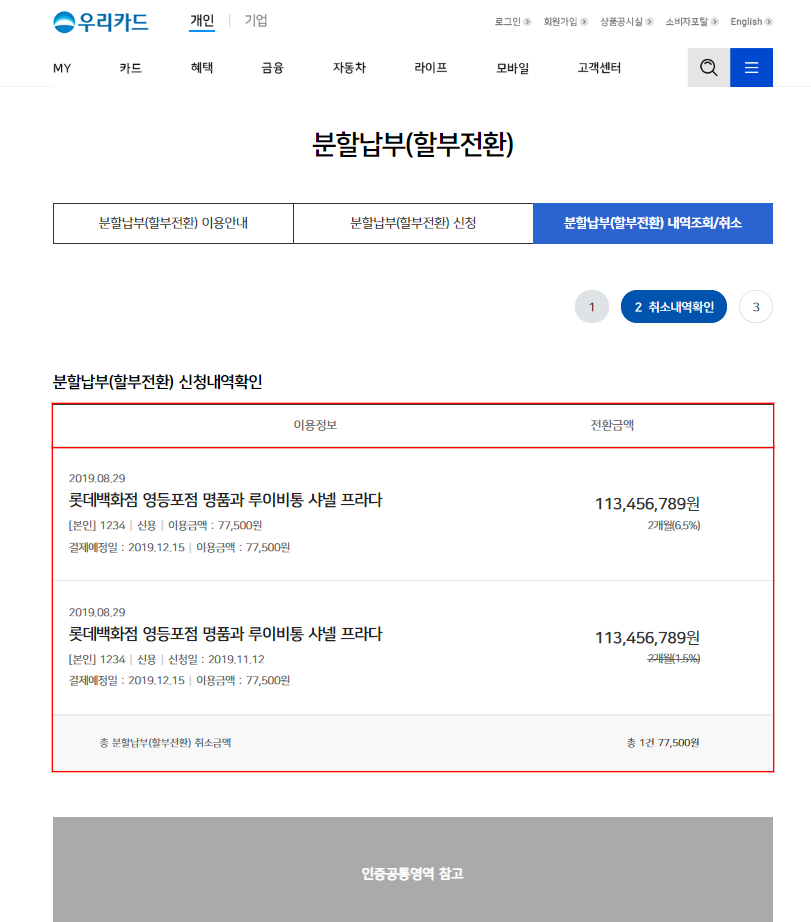 우리카드 개인 기업 로그인 회원가입 상품공시실 소비자포탈 English
MY 카드 혜택 금융 자동차 라이프 모바일 고객센터
분할납부(할부전환)
분할납부(할부전환) 이용안내 분할납부(할부전환) 신청 분할납부(할부전환) 내역조회/취소
1 2 취소내역확인 3
분할납부(할부전환) 신청내역확인
이용정보 전환금액
2019.08.29
롯데백화점 영등포점 명품과 루이비통 샤넬 프라다 113,456,789원
[본인] 1234 | 신용 | 이용금액 : 77,500원 2개월(6.5%)
결제예정일 : 2019.12.15 | 이용금액 : 77,500원
2019.08.29
롯데백화점 영등포점 명품과 루이비통 샤넬 프라다 113,456,789원
[본인] 1234 | 신용 | 신청일 : 2019.11.12 2개월(1.5%)
결제예정일 : 2019.12.15 | 이용금액 : 77,500원
총 분할납부(할부전환) 취소금액 총 1건 77,500원
인증공통영역 참고